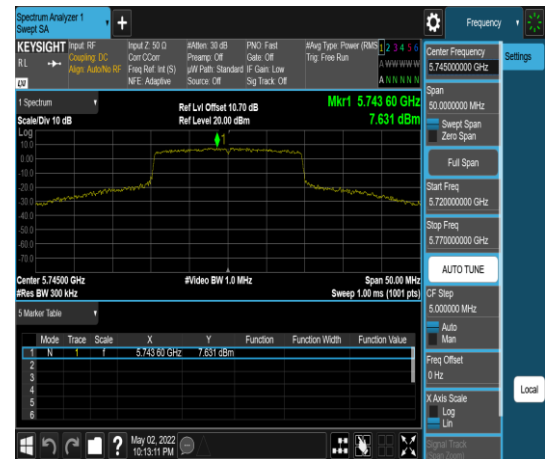 Spectrum Analyzer 1
Swept SA
+
Frequency
KEYSIGHT
RL
Input: RF
Coupling: DC
Align: Auto/No RF
Input Z: 50 Ω
Corr CCorr
Freq Ref: Int (S)
NFE: Adaptive
#Atten: 30 dB
Preamp: Off
µW Path: Standard
Source: Off
PNO: Fast
Gate: Off
IF Gain: Low
Sig Track: Off
#Avg Type: Power (RMS
Trig: Free Run
1 2 3 4 5 6
A W W W W W
A N N N N N
Center Frequency
5.745000000 GHz
Settings
1 Spectrum
Scale/Div 10 dB
Ref Lvl Offset 10.70 dB
Ref Level 20.00 dBm
Mkr1 5.743 60 GHz
7.631 dBm
Log
10.0
0.00
-10.0
-20.0
-30.0
-40.0
-50.0
-60.0
-70.0
1
Center 5.74500 GHz
#Res BW 300 kHz
#Video BW 1.0 MHz
Span 50.00 MHz
Sweep 1.00 ms (1001 pts)
Span
50.0000000 MHz
Swept Span
Zero Span
Full Span
Start Freq
5.720000000 GHz
Stop Freq
5.770000000 GHz
AUTO TUNE
CF Step
5.000000 MHz
Auto
Man
Freq Offset
0 Hz
X Axis Scale
Log
Lin
Signal Track
(Span Zoom)
Local
5 Marker Table
Mode Trace Scale X Y Function Function Width Function Value
1 N 1 f 5.743 60 GHz 7.631 dBm
2
3
4
5
6
?
May 02, 2022
10:13:11 PM